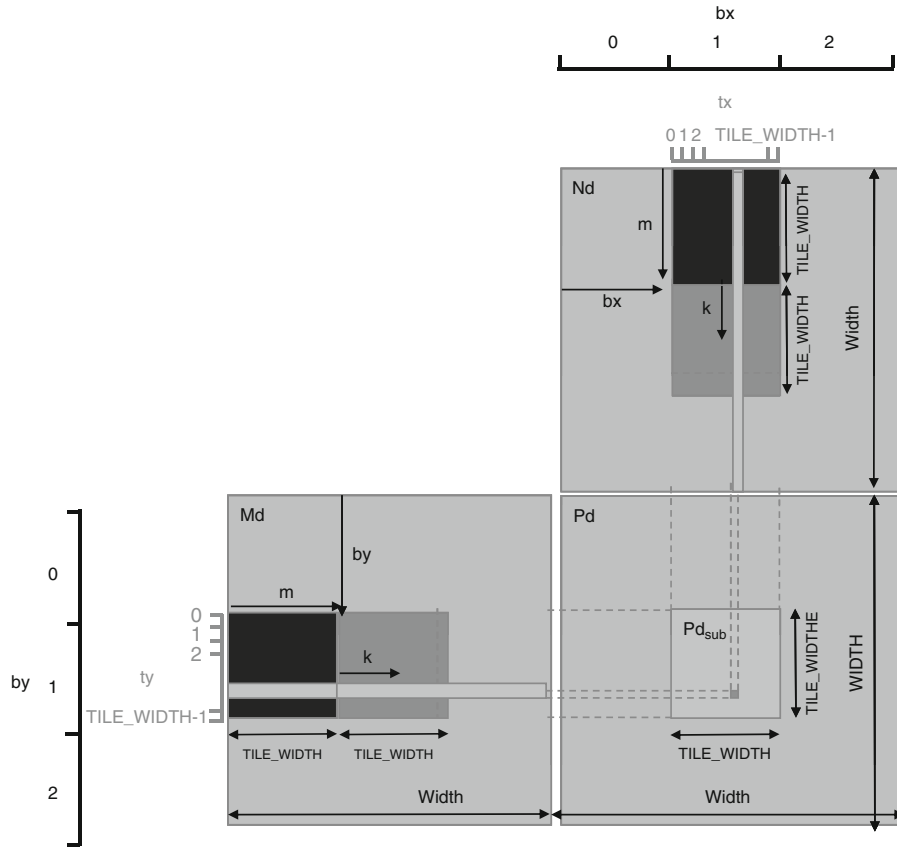 bx
0 1 2
tx
0 1 2 TILE_WIDTH-1
Nd
m
TILE_WIDTH
bx
k
TILE_WIDTH
Width
Md
by
m
k
Pd
Pdsub
TILE_WIDTHE
WIDTH
TILE_WIDTH
Width
0
1
2
by
0
1
2
ty
TILE_WIDTH-1
TILE_WIDTH
TILE_WIDTH
Width